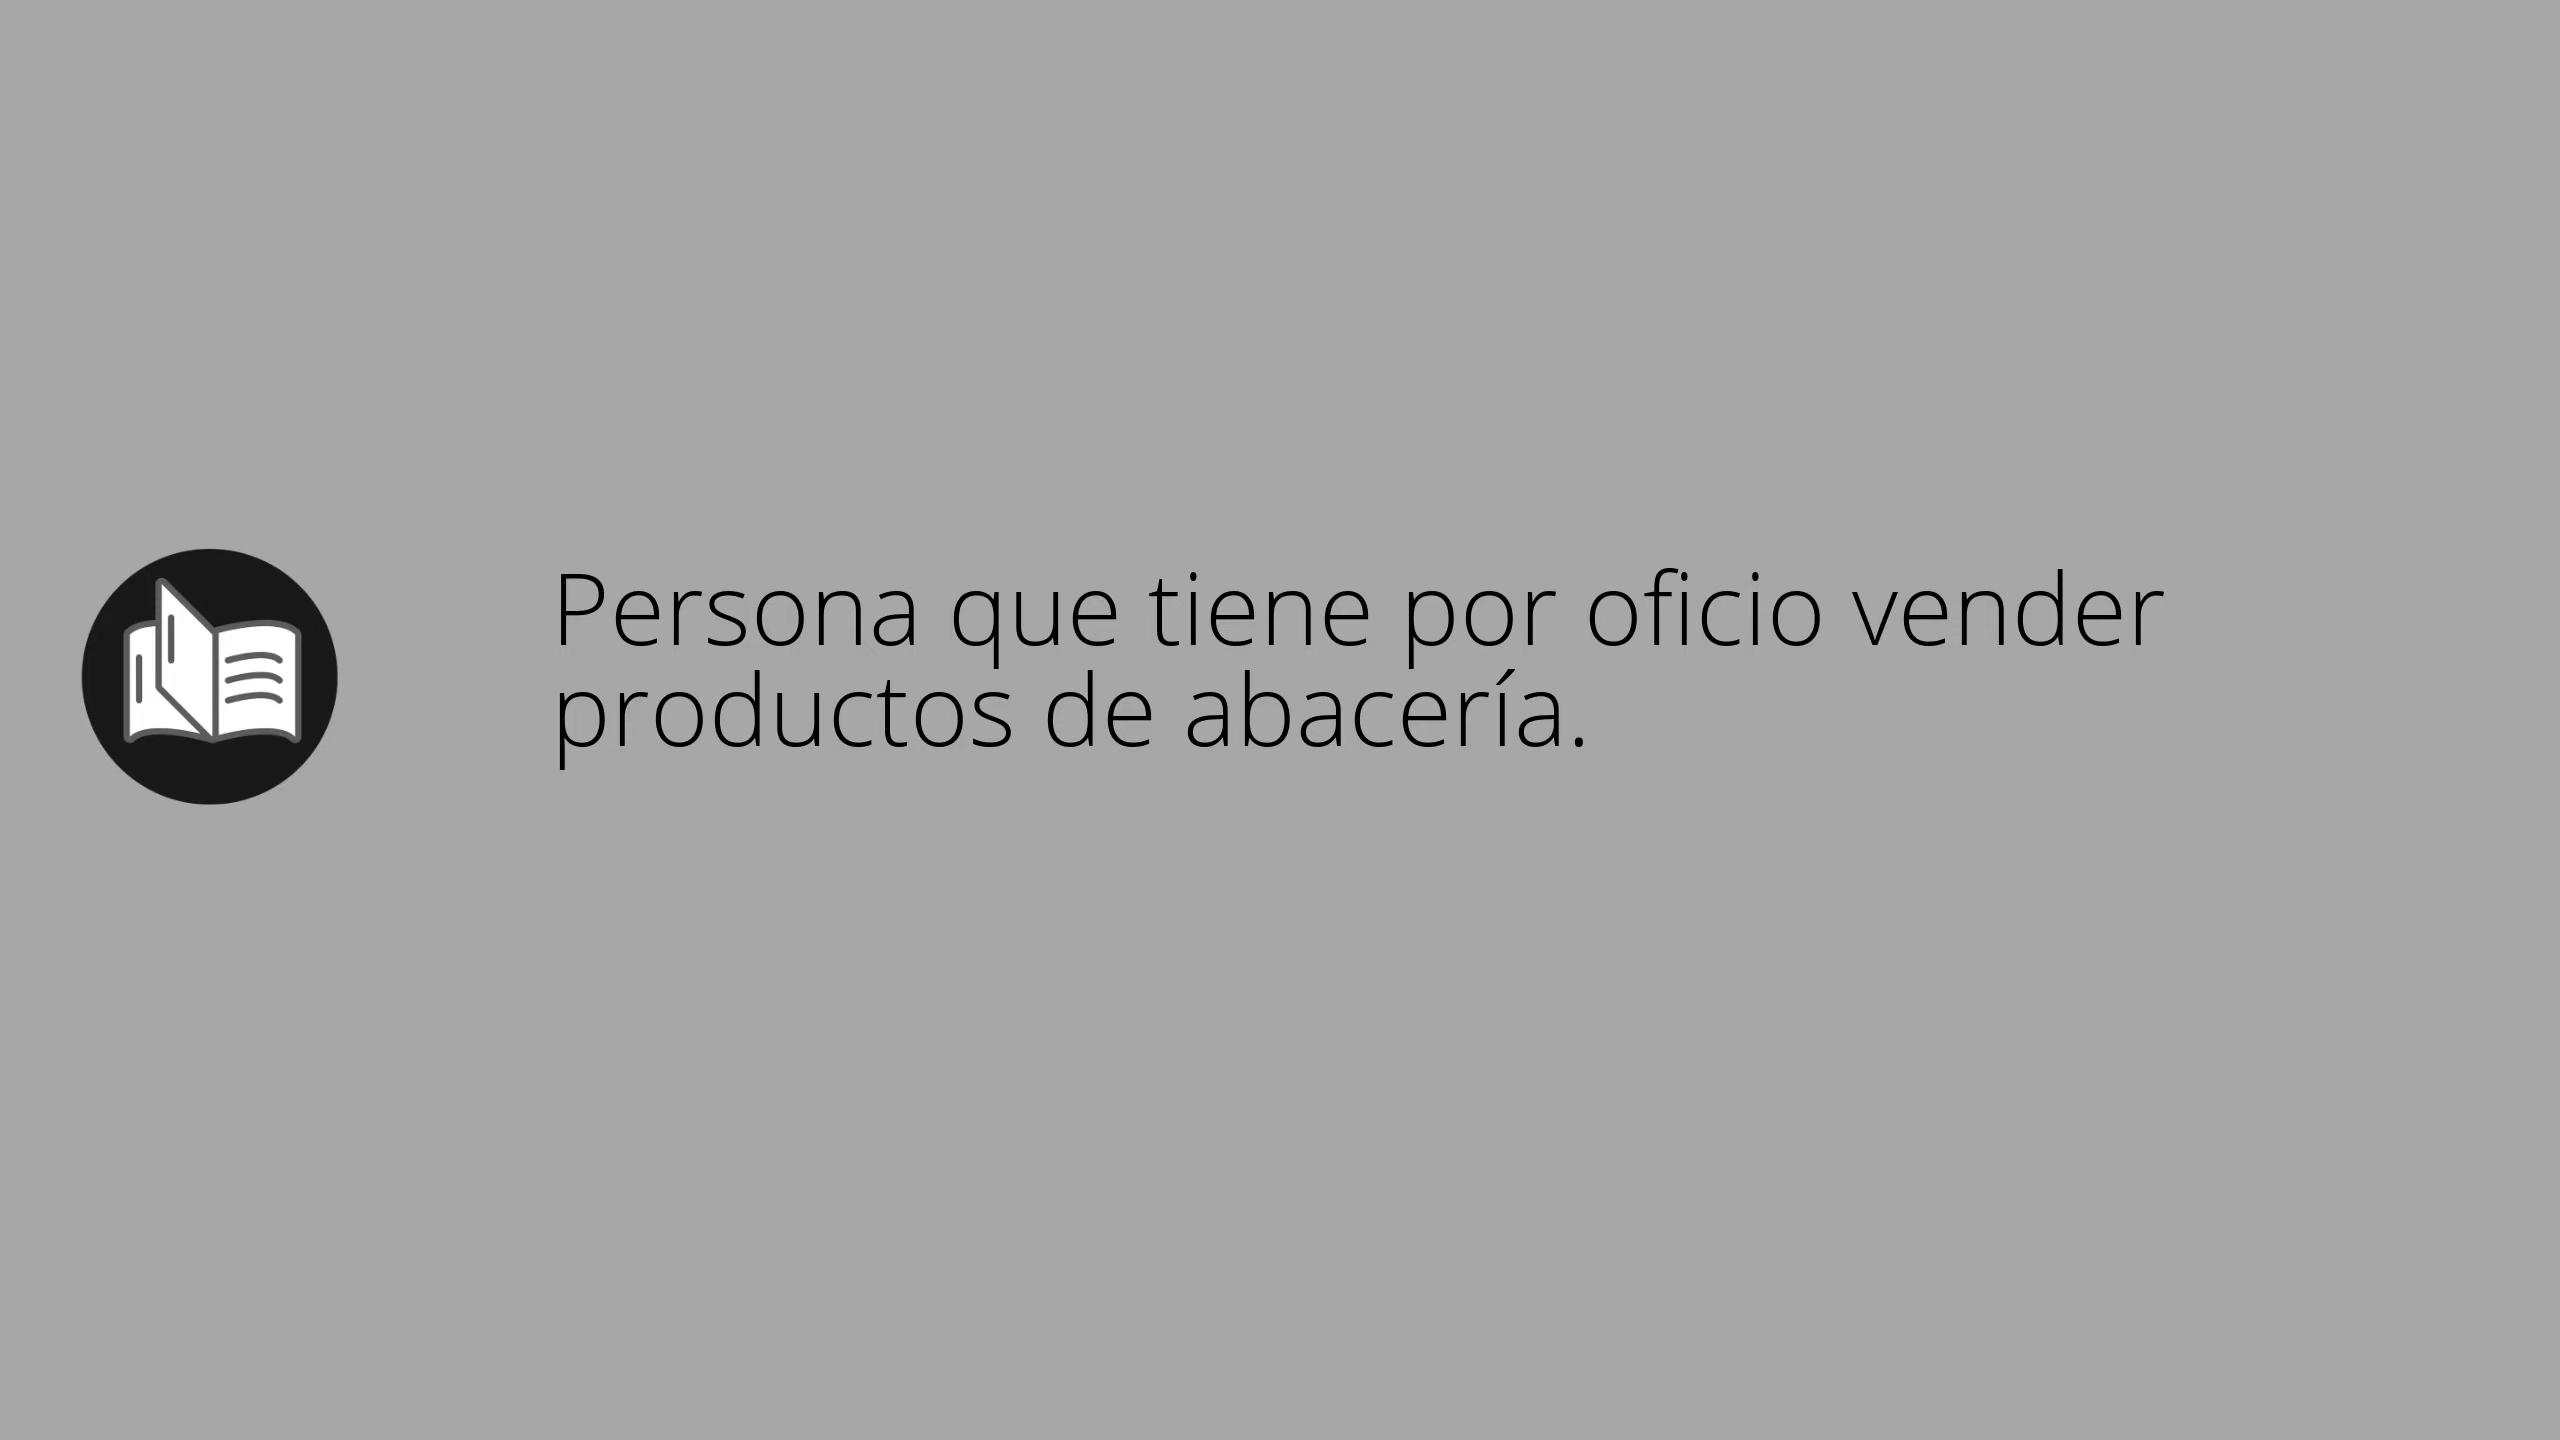 Persona que tiene por oficio vender
productos de abacería.